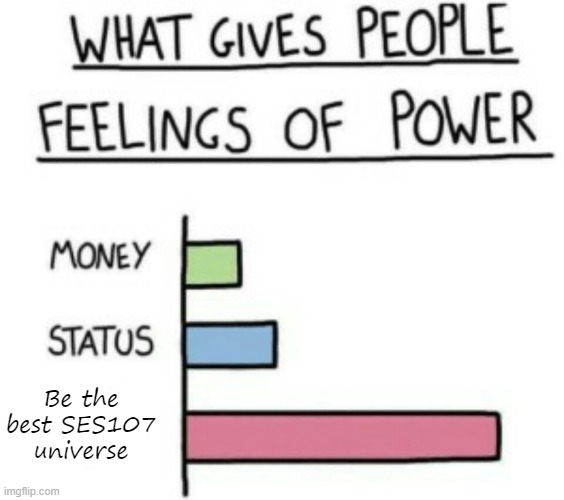 WHAT GIVES PEOPLE
FEELINGS OF POWER
MONEY
STATUS
Be the
best SES107
universe
imgflip.com